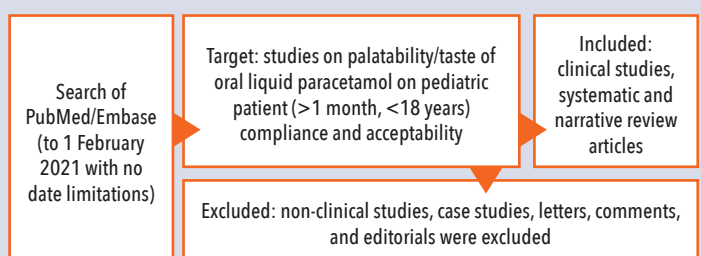 Search of
PubMed/Embase
(to 1 February
2021 with no
date limitations)
Target: studies on palatability/taste of
oral liquid paracetamol on pediatric
patient (>1 month, <18 years)
compliance and acceptability
Included:
clinical studies,
systematic and
narrative review
articles
Excluded: non-clinical studies, case studies, letters, comments,
and editorials were excluded